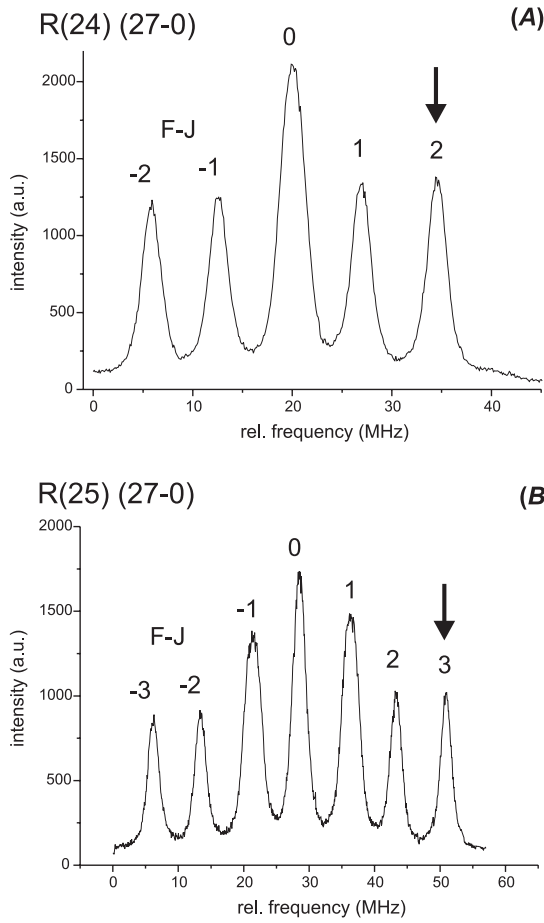 R(24) (27-0)
(A)
0
F-J
-2
-1
1
2
2000
1500
1000
500
0
intensity (a.u.)
0 10 20 30 40
rel. frequency (MHz)
R(25) (27-0)
(B
0
-1
1
F-J
-3
-2
2
3
2000
1500
1000
500
0
intensity (a.u.)
0 10 20 30 40 50 60
rel. frequency (MHz)